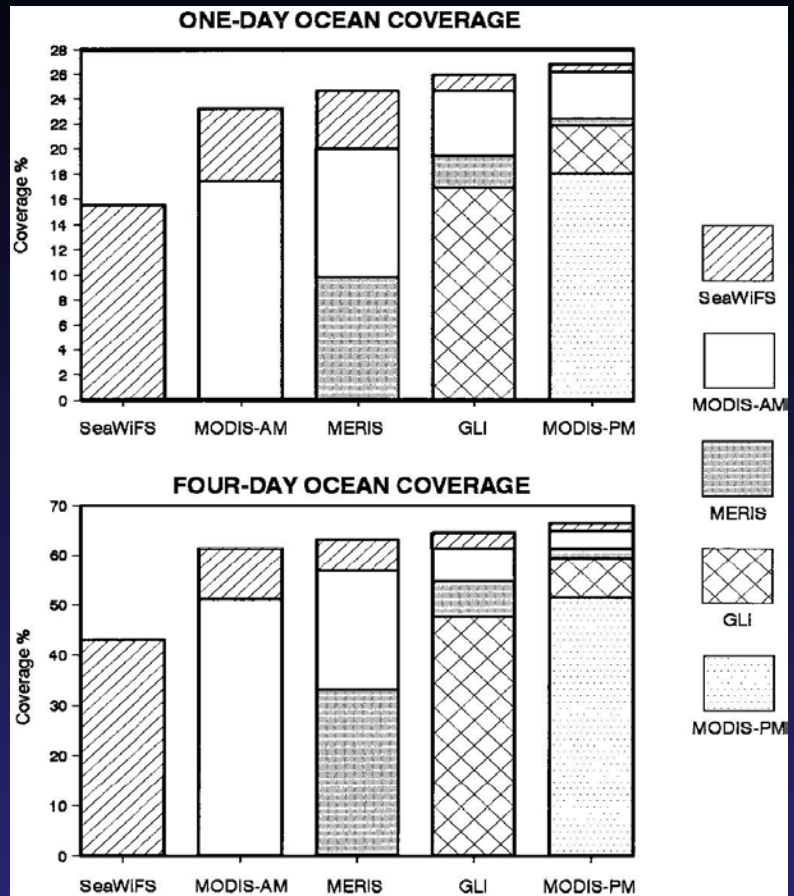 ONE-DAY OCEAN COVERAGE
Coverage %
28
26
24
22
20
18
16
14
12
10
8
6
4
2
0
SeaWiFS MODIS-AM MERIS GLI MODIS-PM
FOUR-DAY OCEAN COVERAGE
Coverage %
70
60
50
40
30
20
10
0
SeaWiFS MODIS-AM MERIS GLI MODIS-PM
SeaWiFS
MODIS-AM
MERIS
GLI
MODIS-PM